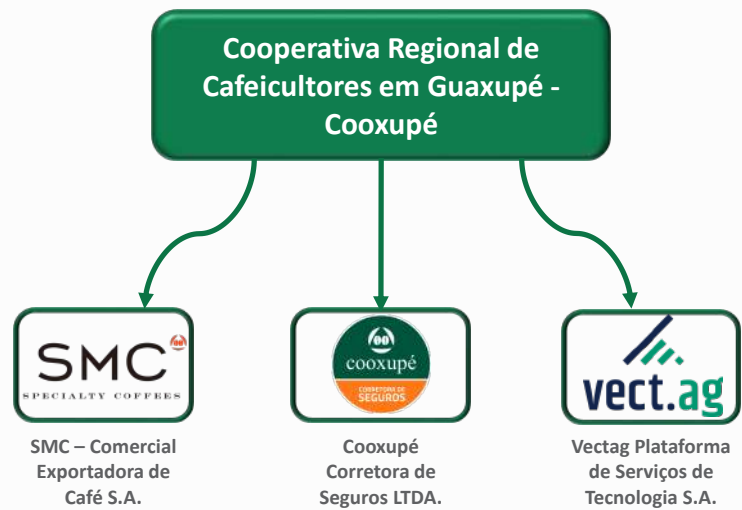 Cooperativa Regional de
Cafeicultores em Guaxupé -
Cooxupé
SMC
SPECIALTY COFFEES
cooxupé
CORRETORA DE
SEGUROS
vect.ag
SMC – Comercial
Exportadora de
Café S.A.
Cooxupé
Corretora de
Seguros LTDA.
Vectag Plataforma
de Serviços de
Tecnologia S.A.